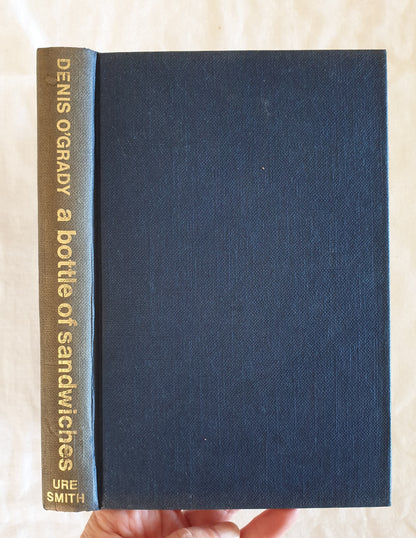 DENIS O'GRADY a bottle of sandwiches
URE
SMITH